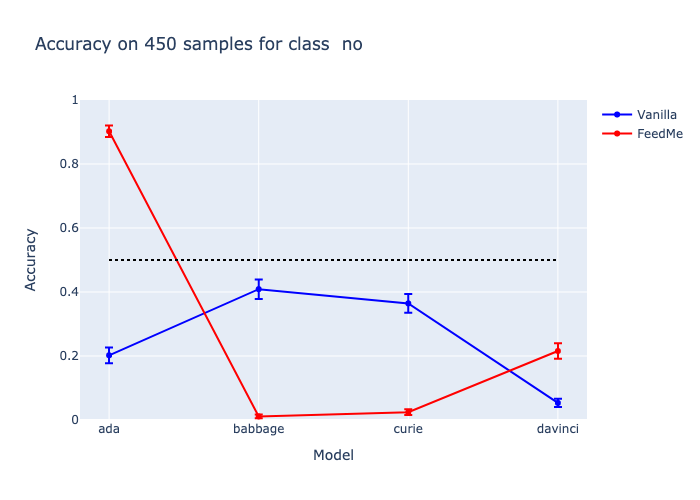 Accuracy on 450 samples for class  no
Vanilla
FeedMe
1
0.8
0.6
0.4
0.2
0
Accuracy
ada
babbage
curie
davinci
Model